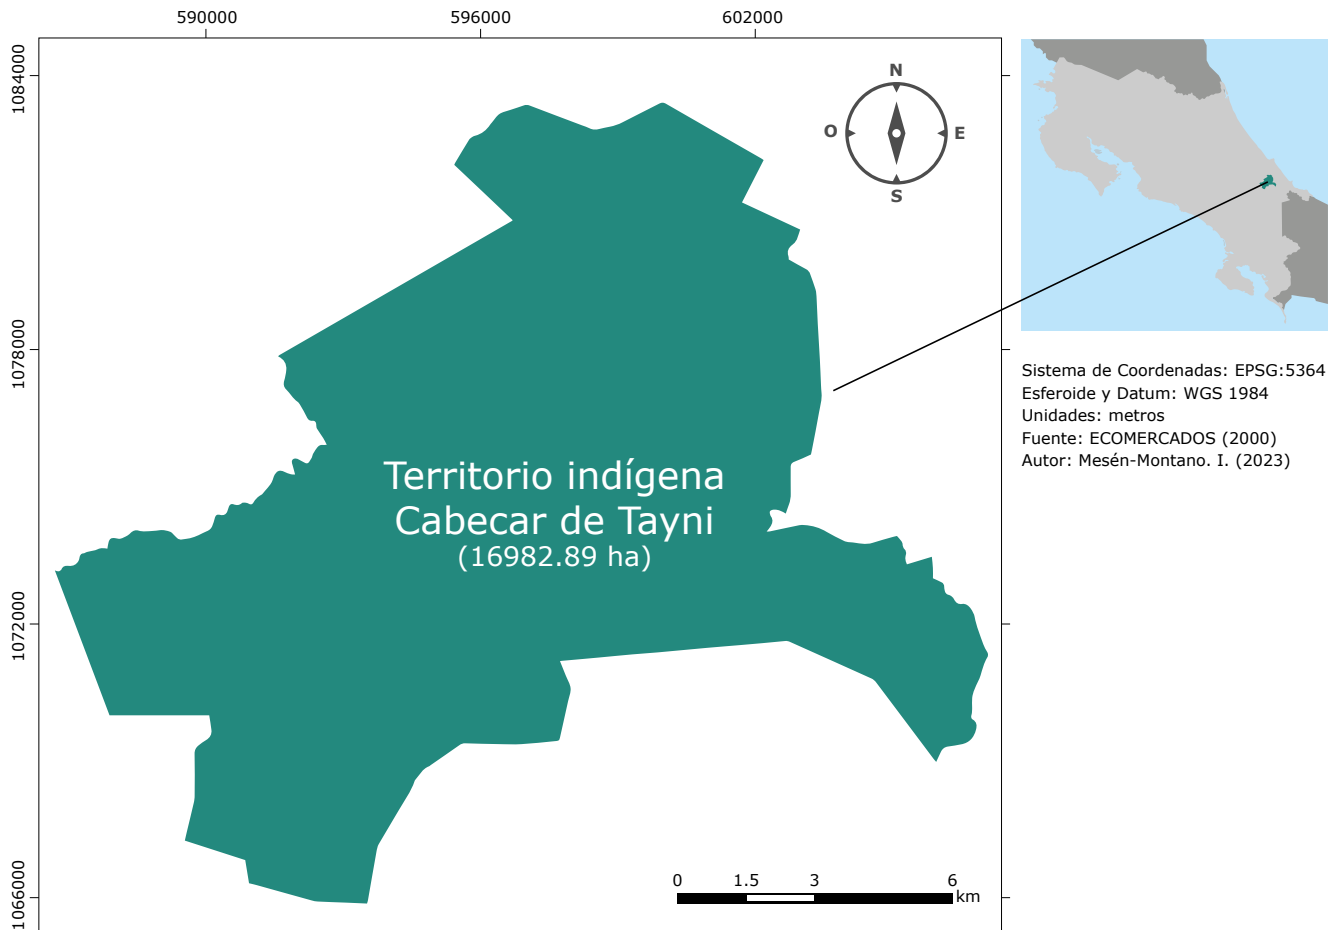 590000
596000
602000
1084000
1078000
1072000
1066000
N
O
E
S
Territorio indígena
Cabecar de Tayni
(16982.89 ha)
0
1.5
3
6
km
Sistema de Coordenadas: EPSG:5364
Esferoide y Datum: WGS 1984
Unidades: metros
Fuente: ECOMERCADOS (2000)
Autor: Mesén-Montano. I. (2023)